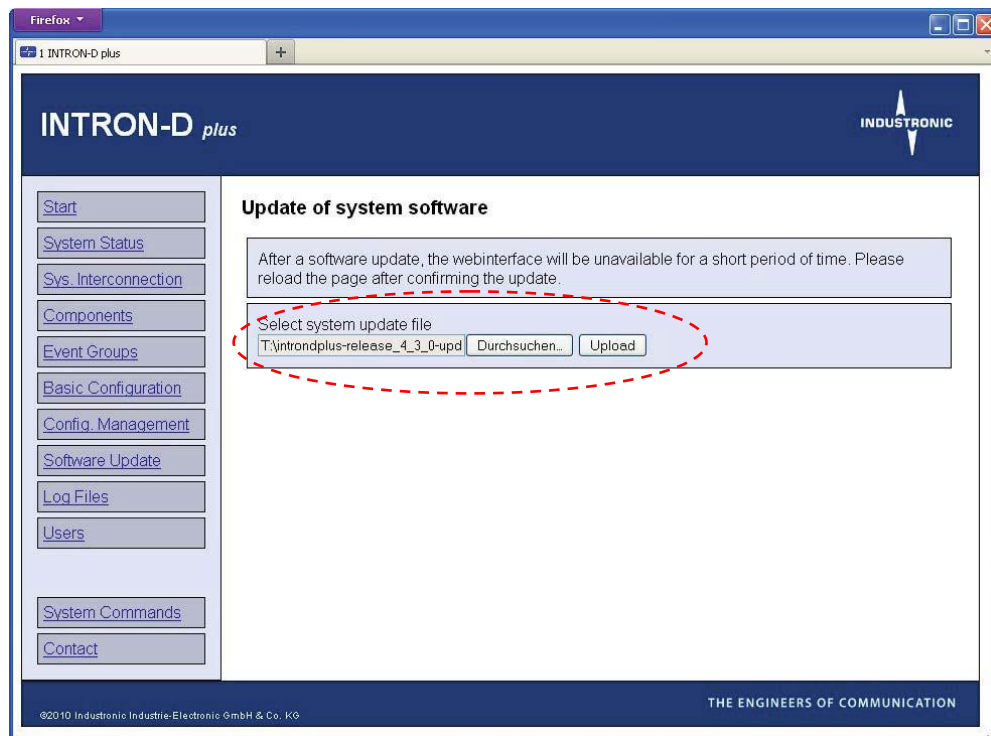 Firefox
1 INTRON-D plus
INTRON-D plus
INDUSTRONIC
Start
System Status
Sys. Interconnection
Components
Event Groups
Basic Configuration
Config. Management
Software Update
Log Files
Users
System Commands
Contact
Update of system software
After a software update, the webinterface will be unavailable for a short period of time. Please
reload the page after confirming the update.
Select system update file
T:\introndplus-release_4_3_0-upd Durchsuchen... Upload
©2010 Industronic Industrie-Electronic GmbH & Co. KG
THE ENGINEERS OF COMMUNICATION